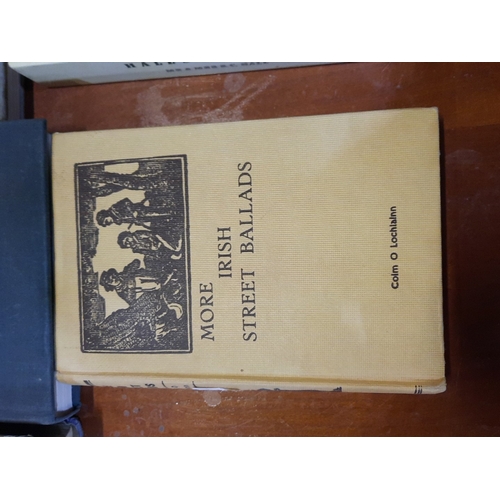 MORE IRISH
STREET BALLADS
Colm O Lochlainn